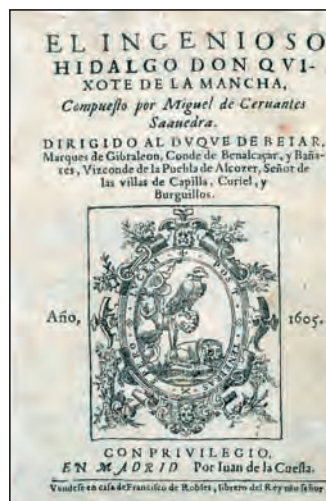 EL INGENIOSO
HIDALGO DON QVI-
XOTE DE LA MANCHA,
Compuesto por Miguel de Ceruantes
Saauedra.
DIRIGIDO AL DVQVE DE BEIAR,
Marques de Gibraleon, Conde de Benalcaçar, y Baña-
res, Vizconde de la Puebla de Alcozer, Señor de
las villas de Capilla, Curiel, y
Burguillos.
Año, 1605.
CON PRIVILEGIO,
EN MADRID Por Iuan de la Cuesta.
Vendese en casa de Francisco de Robles, librero del Rey nro señor